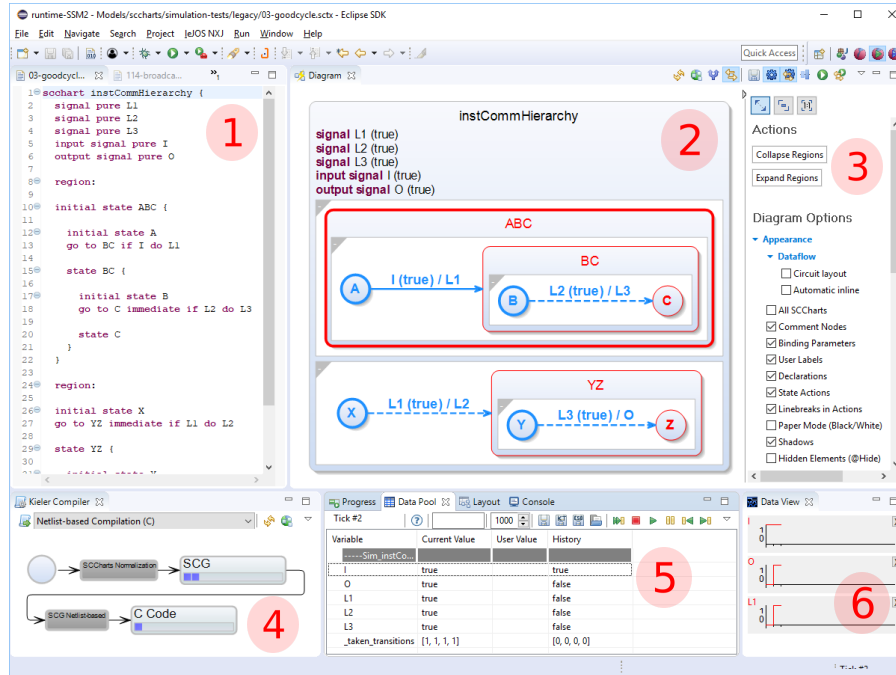 runtime-SSM2 - Models/sccharts/simulation-tests/legacy/03-goodcycle.sctx - Eclipse SDK
File Edit Navigate Search Project leJOS NXJ Run Window Help
Quick Access
03-goodcycl...
114-broadca...
1 scchart instCommHierarchy {
2 signal pure L1
3 signal pure L2
4 signal pure L3
5 input signal pure I
6 output signal pure O
7
8 region:
9
10 initial state ABC {
11
12 initial state A
13 go to BC if I do L1
14
15 state BC {
16
17 initial state B
18 go to C immediate if L2 do L3
19
20 state C
21 }
22 }
23
24 region:
25
26 initial state X
27 go to YZ immediate if L1 do L2
28
29 state YZ {
30
1
Diagram
instCommHierarchy
signal L1 (true)
signal L2 (true)
signal L3 (true)
input signal I (true)
output signal O (true)
ABC
A
I (true) / L1
BC
B
L2 (true) / L3
C
X
L1 (true) / L2
YZ
Y
L3 (true) / O
Z
2
Actions
Collapse Regions
Expand Regions
3
Diagram Options
Appearance
Dataflow
Circuit layout
Automatic inline
All SCCharts
Comment Nodes
Binding Parameters
User Labels
Declarations
State Actions
Linebreaks in Actions
Paper Mode (Black/White)
Shadows
Hidden Elements (@Hide)
Kieler Compiler
Netlist-based Compilation (C)
SCCharts Normalization
SCG
SCG Netlist-based
C Code
4
Progress Data Pool Layout Console
Tick #2 1000
Variable Current Value User Value History
-----Sim_instCo...
I true true
O true false
L1 true false
L2 true false
L3 true false
_taken_transitions [1, 1, 1, 1] [0, 0, 0, 0]
5
Data View
I
1
0
O
1
0
L1
1
0
6